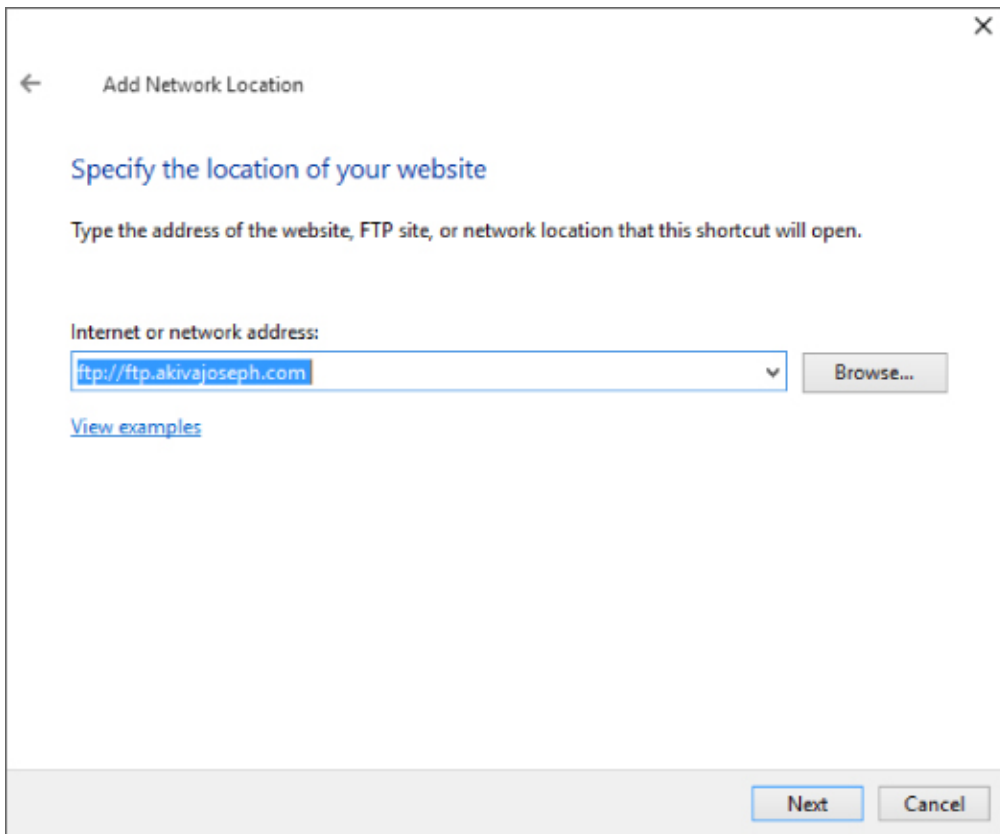 Add Network Location
Specify the location of your website
Type the address of the website, FTP site, or network location that this shortcut will open.
Internet or network address:
ftp://ftp.akivajoseph.com
Browse...
View examples
Next
Cancel